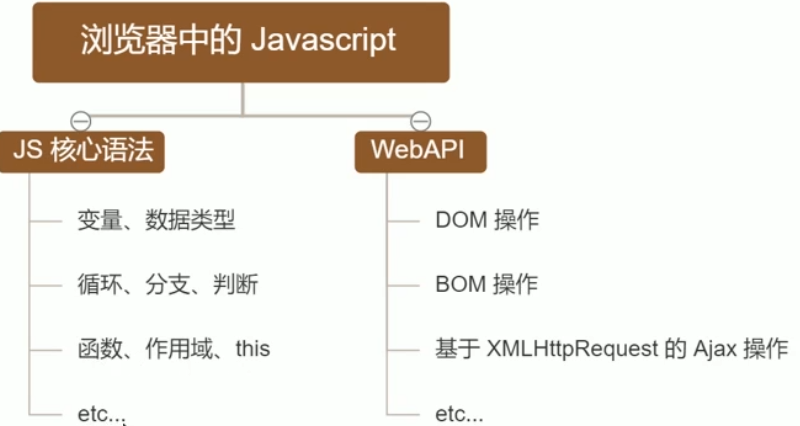 浏览器中的 Javascript
JS 核心语法
变量、数据类型
循环、分支、判断
函数、作用域、this
etc...
WebAPI
DOM 操作
BOM 操作
基于 XMLHttpRequest 的 Ajax 操作
etc...